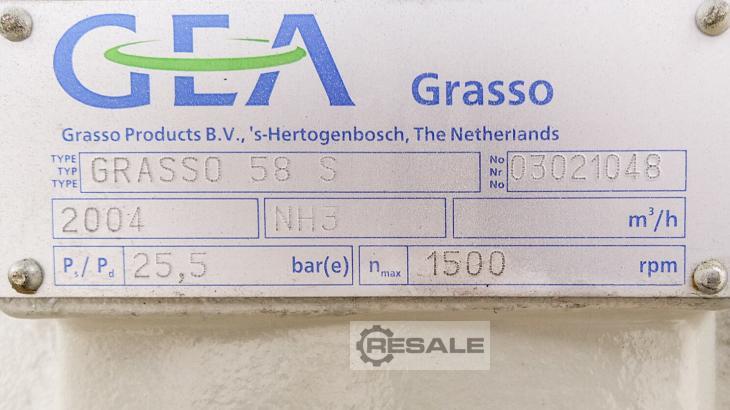 GEA Grasso
Grasso Products B.V., 's-Hertogenbosch, The Netherlands
TYPE
TYP
TYPE
GRASSO 58 S
No
Nr
No
03021048
2004 NH3 m³/h
Ps/Pd 25,5 bar(e) nmax 1500 rpm
RESALE